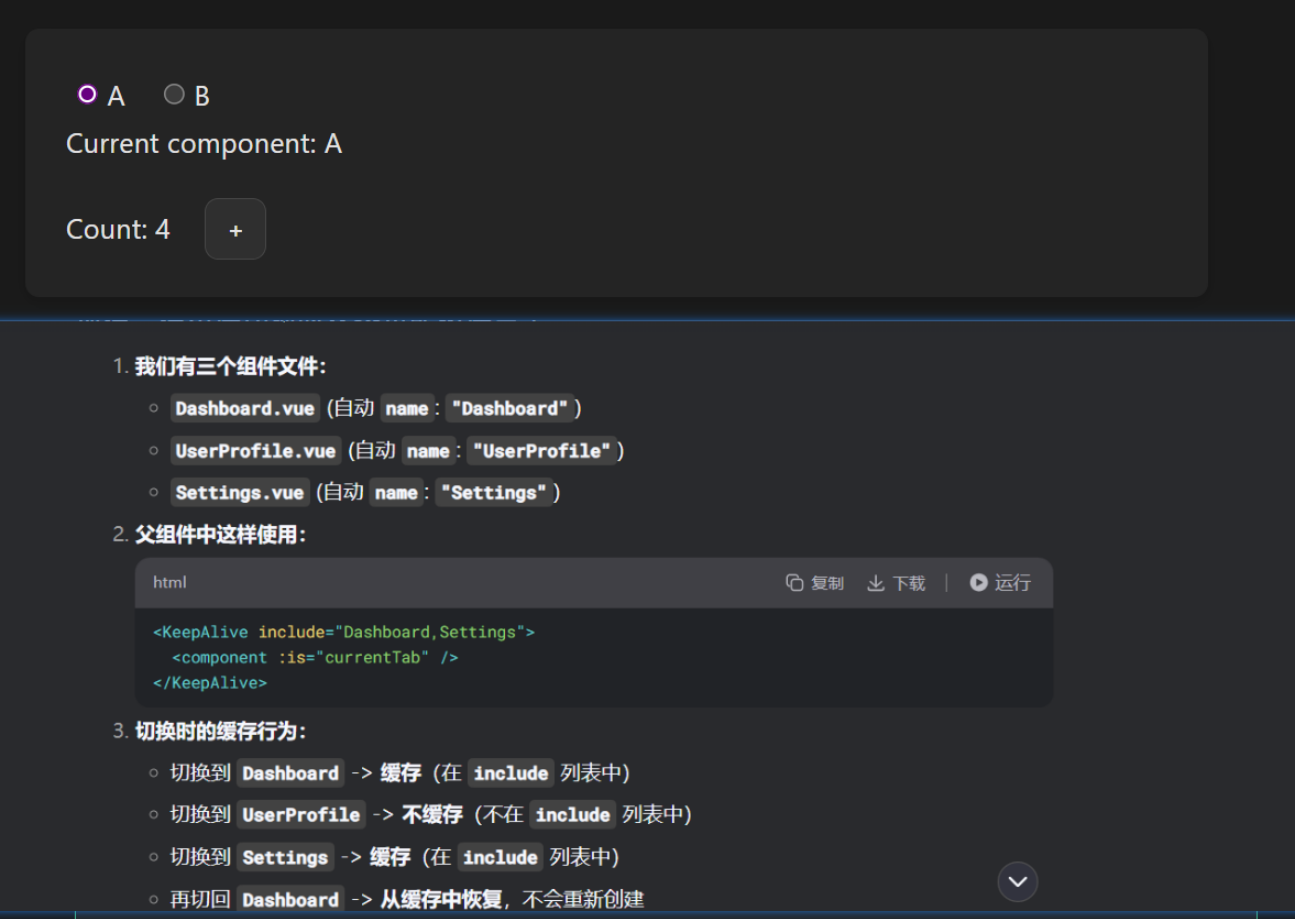 A B
Current component: A
Count: 4 +
1. 我们有三个组件文件：
Dashboard.vue (自动 name: "Dashboard")
UserProfile.vue (自动 name: "UserProfile")
Settings.vue (自动 name: "Settings")
2. 父组件中这样使用：
html 复制 下载 运行
<KeepAlive include="Dashboard,Settings">
<component :is="currentTab" />
</KeepAlive>
3. 切换时的缓存行为：
切换到 Dashboard -> 缓存 (在 include 列表中)
切换到 UserProfile -> 不缓存 (不在 include 列表中)
切换到 Settings -> 缓存 (在 include 列表中)
再切回 Dashboard -> 从缓存中恢复，不会重新创建